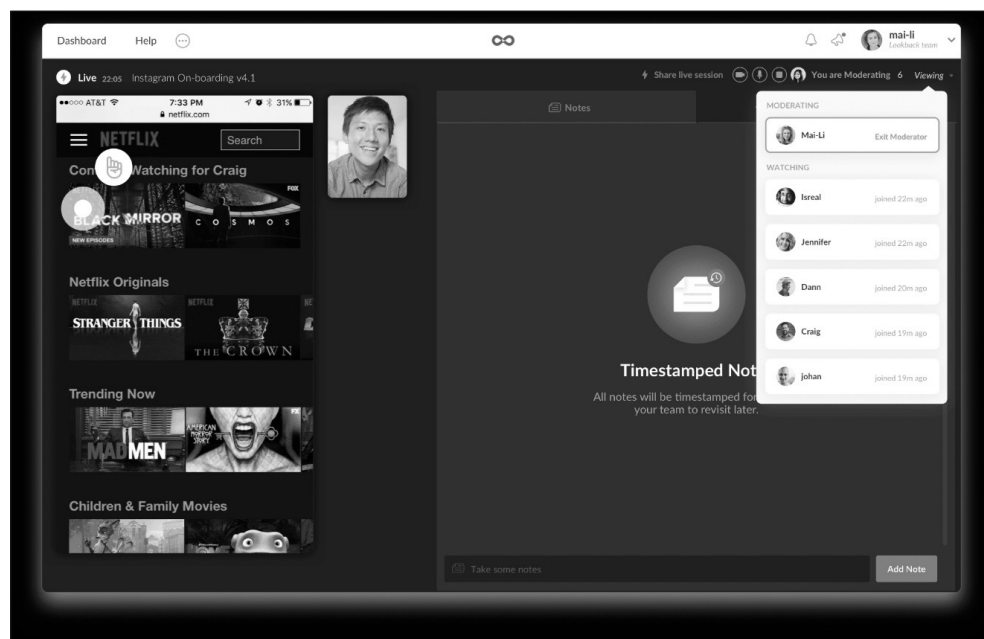 Dashboard Help
mai-li
Lookback team
Live 22:05 Instagram On-boarding v4.1
Share live session You are Moderating 6 Viewing
AT&T 7:33 PM 31%
netflix.com
NETFLIX Search
Con Watching for Craig
BLACK MIRROR
NEW EPISODES
COSMOS
FOX
Netflix Originals
NETFLIX
STRANGER THINGS
NETFLIX
THE CROWN
NE
Trending Now
MAD MEN
AMERICAN
HORROR
STORY
FX
Children & Family Movies
Notes
Timestamped Not
All notes will be timestamped for
your team to revisit later.
Take some notes
Add Note
MODERATING
Mai-Li Exit Moderator
WATCHING
Isreal joined 22m ago
Jennifer joined 22m ago
Dann joined 20m ago
Craig joined 19m ago
johan joined 19m ago